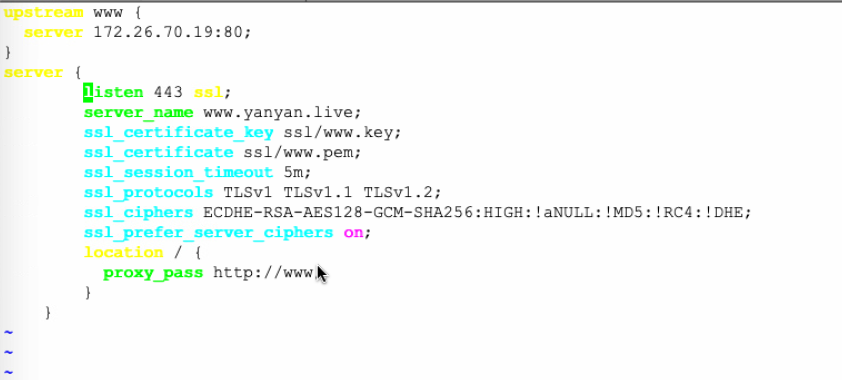 upstream www {
  server 172.26.70.19:80;
}
server {
        listen 443 ssl;
        server_name www.yanyan.live;
        ssl_certificate_key ssl/www.key;
        ssl_certificate ssl/www.pem;
        ssl_session_timeout 5m;
        ssl_protocols TLSv1 TLSv1.1 TLSv1.2;
        ssl_ciphers ECDHE-RSA-AES128-GCM-SHA256:HIGH:!aNULL:!MD5:!RC4:!DHE;
        ssl_prefer_server_ciphers on;
        location / {
          proxy_pass http://www
        }
    }
~
~
~